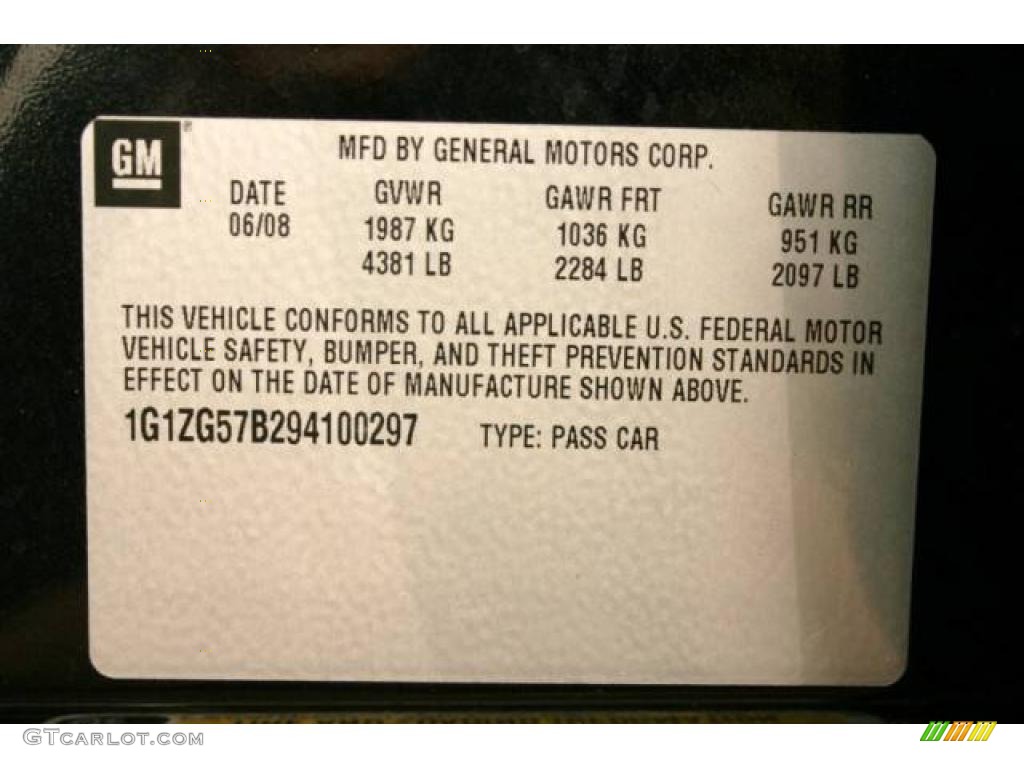 GM
MFD BY GENERAL MOTORS CORP.
DATE GVWR GAWR FRT GAWR RR
06/08 1987 KG 1036 KG 951 KG
4381 LB 2284 LB 2097 LB
THIS VEHICLE CONFORMS TO ALL APPLICABLE U.S. FEDERAL MOTOR
VEHICLE SAFETY, BUMPER, AND THEFT PREVENTION STANDARDS IN
EFFECT ON THE DATE OF MANUFACTURE SHOWN ABOVE.
1G1ZG57B294100297 TYPE: PASS CAR
GTCARLOT.COM